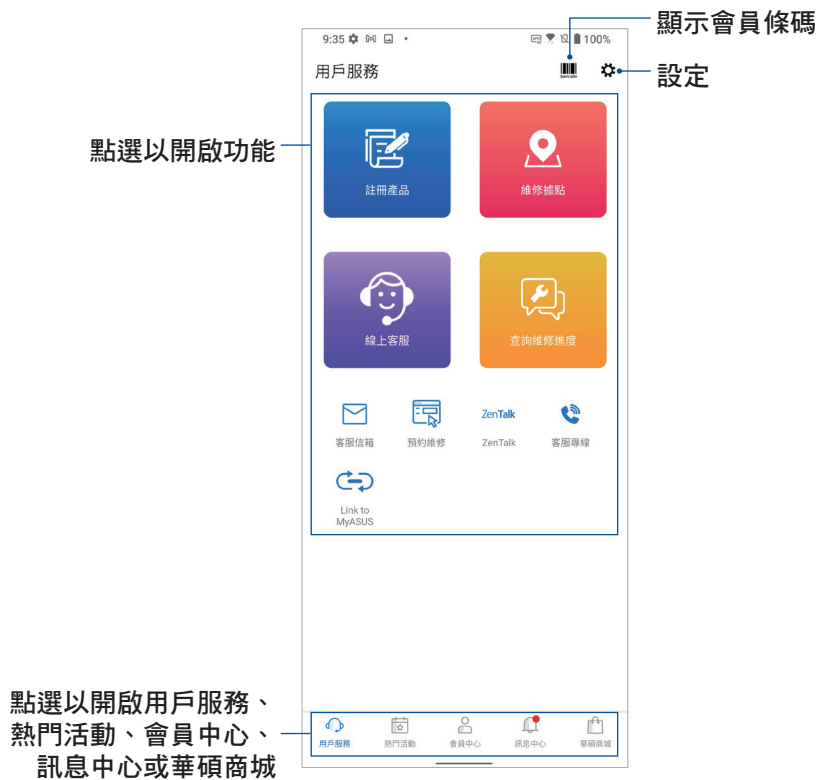 顯示會員條碼
9:35
100%
用戶服務
barcode
設定
點選以開啟功能
註冊產品
維修據點
線上客服
查詢維修進度
ZenTalk
客服信箱
預約維修
ZenTalk
客服專線
Link to
MyASUS
點選以開啟用戶服務、
熱門活動、會員中心、
訊息中心或華碩商城
用戶服務
熱門活動
會員中心
訊息中心
華碩商城